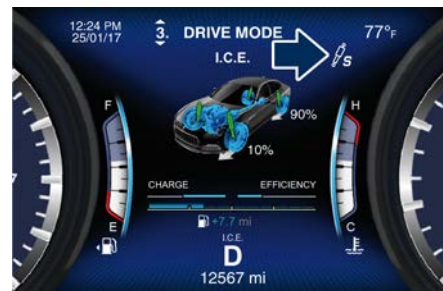 12:24 PM
25/01/17
3. DRIVE MODE
I.C.E.
77°F
S
F
H
90%
10%
CHARGE
EFFICIENCY
+7.7 mi
E
C
I.C.E.
D
12567 mi